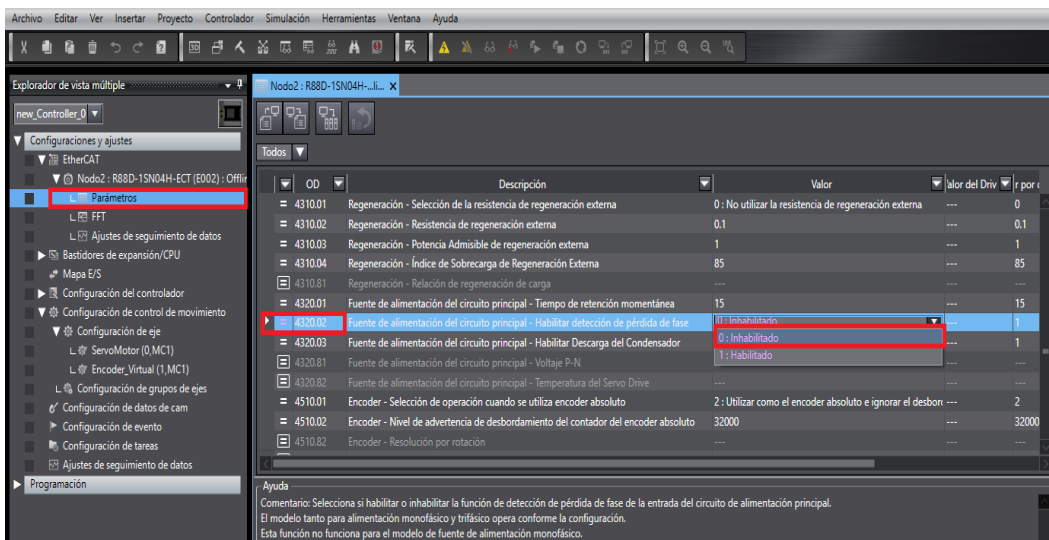 Archivo Editar Ver Insertar Proyecto Controlador Simulación Herramientas Ventana Ayuda
Explorador de vista múltiple
new_Controller_0
Configuraciones y ajustes
EtherCAT
Nodo2 : R88D-1SN04H-ECT (E002) : Offlir
Parámetros
FFT
Ajustes de seguimiento de datos
Bastidores de expansión/CPU
Mapa E/S
Configuración del controlador
Configuración de control de movimiento
Configuración de eje
ServoMotor (0,MC1)
Encoder_Virtual (1,MC1)
Configuración de grupos de ejes
Configuración de datos de cam
Configuración de evento
Configuración de tareas
Ajustes de seguimiento de datos
Programación
Nodo2 : R88D-1SN04H-...li... X
Todos
OD Descripción Valor 'alor del Driv r por
= 4310.01 Regeneración - Selección de la resistencia de regeneración externa 0 : No utilizar la resistencia de regeneración externa --- 0
= 4310.02 Regeneración - Resistencia de regeneración externa 0.1 --- 0.1
= 4310.03 Regeneración - Potencia Admisible de regeneración externa 1 --- 1
= 4310.04 Regeneración - Índice de Sobrecarga de Regeneración Externa 85 --- 85
= 4310.81 Regeneración - Relación de regeneración de carga --- --- ---
= 4320.01 Fuente de alimentación del circuito principal - Tiempo de retención momentánea 15 --- 15
= 4320.02 Fuente de alimentación del circuito principal - Habilitar detección de pérdida de fase 0 : Inhabilitado --- 1
0 : Inhabilitado
= 4320.03 Fuente de alimentación del circuito principal - Habilitar Descarga del Condensador --- 1
1 : Habilitado
= 4320.81 Fuente de alimentación del circuito principal - Voltaje P-N --- ---
= 4320.82 Fuente de alimentación del circuito principal - Temperatura del Servo Drive --- --- ---
= 4510.01 Encoder - Selección de operación cuando se utiliza encoder absoluto 2 : Utilizar como el encoder absoluto e ignorar el desbor --- 2
= 4510.02 Encoder - Nivel de advertencia de desbordamiento del contador del encoder absoluto 32000 --- 32000
= 4510.82 Encoder - Resolución por rotación --- --- ---
Ayuda
Comentario: Selecciona si habilitar o inhabilitar la función de detección de pérdida de fase de la entrada del circuito de alimentación principal.
El modelo tanto para alimentación monofásico y trifásico opera conforme la configuración.
Esta función no funciona para el modelo de fuente de alimentación monofásico.